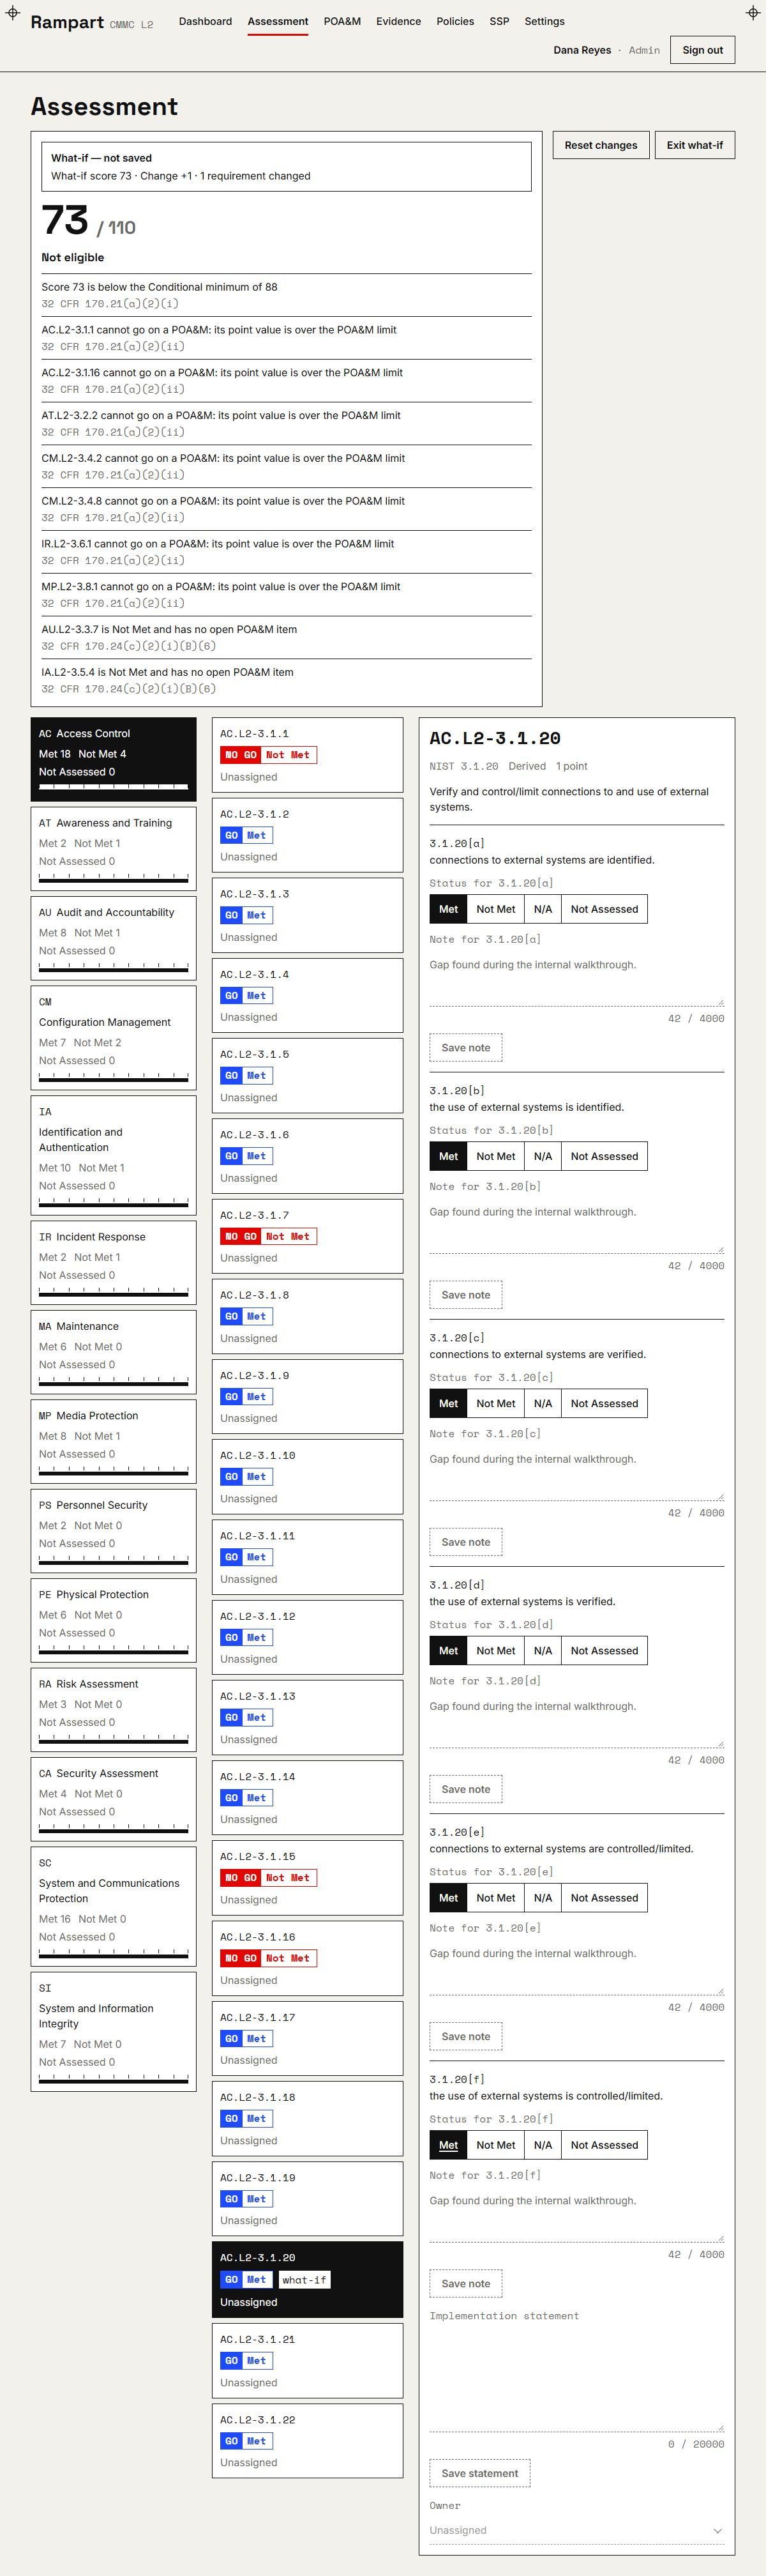 Rampart CMMC L2
Dashboard Assessment POA&M Evidence Policies SSP Settings
Dana Reyes · Admin Sign out
Assessment
What-if — not saved
What-if score 73 · Change +1 · 1 requirement changed
Reset changes Exit what-if
73 / 110
Not eligible
Score 73 is below the Conditional minimum of 88
32 CFR 170.21(a)(2)(i)
AC.L2-3.1.1 cannot go on a POA&M: its point value is over the POA&M limit
32 CFR 170.21(a)(2)(ii)
AC.L2-3.1.16 cannot go on a POA&M: its point value is over the POA&M limit
32 CFR 170.21(a)(2)(ii)
AT.L2-3.2.2 cannot go on a POA&M: its point value is over the POA&M limit
32 CFR 170.21(a)(2)(ii)
CM.L2-3.4.2 cannot go on a POA&M: its point value is over the POA&M limit
32 CFR 170.21(a)(2)(ii)
CM.L2-3.4.8 cannot go on a POA&M: its point value is over the POA&M limit
32 CFR 170.21(a)(2)(ii)
IR.L2-3.6.1 cannot go on a POA&M: its point value is over the POA&M limit
32 CFR 170.21(a)(2)(ii)
MP.L2-3.8.1 cannot go on a POA&M: its point value is over the POA&M limit
32 CFR 170.21(a)(2)(ii)
AU.L2-3.3.7 is Not Met and has no open POA&M item
32 CFR 170.24(c)(2)(i)(B)(6)
IA.L2-3.5.4 is Not Met and has no open POA&M item
32 CFR 170.24(c)(2)(i)(B)(6)
AC Access Control
Met 18 Not Met 4
Not Assessed 0
AT Awareness and Training
Met 2 Not Met 1
Not Assessed 0
AU Audit and Accountability
Met 8 Not Met 1
Not Assessed 0
CM
Configuration Management
Met 7 Not Met 2
Not Assessed 0
IA
Identification and
Authentication
Met 10 Not Met 1
Not Assessed 0
IR Incident Response
Met 2 Not Met 1
Not Assessed 0
MA Maintenance
Met 6 Not Met 0
Not Assessed 0
MP Media Protection
Met 8 Not Met 1
Not Assessed 0
PS Personnel Security
Met 2 Not Met 0
Not Assessed 0
PE Physical Protection
Met 6 Not Met 0
Not Assessed 0
RA Risk Assessment
Met 3 Not Met 0
Not Assessed 0
CA Security Assessment
Met 4 Not Met 0
Not Assessed 0
SC
System and Communications
Protection
Met 16 Not Met 0
Not Assessed 0
SI
System and Information
Integrity
Met 7 Not Met 0
Not Assessed 0
AC.L2-3.1.1
NO GO Not Met
Unassigned
AC.L2-3.1.2
GO Met
Unassigned
AC.L2-3.1.3
GO Met
Unassigned
AC.L2-3.1.4
GO Met
Unassigned
AC.L2-3.1.5
GO Met
Unassigned
AC.L2-3.1.6
GO Met
Unassigned
AC.L2-3.1.7
NO GO Not Met
Unassigned
AC.L2-3.1.8
GO Met
Unassigned
AC.L2-3.1.9
GO Met
Unassigned
AC.L2-3.1.10
GO Met
Unassigned
AC.L2-3.1.11
GO Met
Unassigned
AC.L2-3.1.12
GO Met
Unassigned
AC.L2-3.1.13
GO Met
Unassigned
AC.L2-3.1.14
GO Met
Unassigned
AC.L2-3.1.15
NO GO Not Met
Unassigned
AC.L2-3.1.16
NO GO Not Met
Unassigned
AC.L2-3.1.17
GO Met
Unassigned
AC.L2-3.1.18
GO Met
Unassigned
AC.L2-3.1.19
GO Met
Unassigned
AC.L2-3.1.20
GO Met what-if
Unassigned
AC.L2-3.1.21
GO Met
Unassigned
AC.L2-3.1.22
GO Met
Unassigned
AC.L2-3.1.20
NIST 3.1.20 Derived 1 point
Verify and control/limit connections to and use of external
systems.
3.1.20[a]
connections to external systems are identified.
Status for 3.1.20[a]
Met Not Met N/A Not Assessed
Note for 3.1.20[a]
Gap found during the internal walkthrough.
42 / 4000
Save note
3.1.20[b]
the use of external systems is identified.
Status for 3.1.20[b]
Met Not Met N/A Not Assessed
Note for 3.1.20[b]
Gap found during the internal walkthrough.
42 / 4000
Save note
3.1.20[c]
connections to external systems are verified.
Status for 3.1.20[c]
Met Not Met N/A Not Assessed
Note for 3.1.20[c]
Gap found during the internal walkthrough.
42 / 4000
Save note
3.1.20[d]
the use of external systems is verified.
Status for 3.1.20[d]
Met Not Met N/A Not Assessed
Note for 3.1.20[d]
Gap found during the internal walkthrough.
42 / 4000
Save note
3.1.20[e]
connections to external systems are controlled/limited.
Status for 3.1.20[e]
Met Not Met N/A Not Assessed
Note for 3.1.20[e]
Gap found during the internal walkthrough.
42 / 4000
Save note
3.1.20[f]
the use of external systems is controlled/limited.
Status for 3.1.20[f]
Met Not Met N/A Not Assessed
Note for 3.1.20[f]
Gap found during the internal walkthrough.
42 / 4000
Save note
Implementation statement
0 / 20000
Save statement
Owner
Unassigned